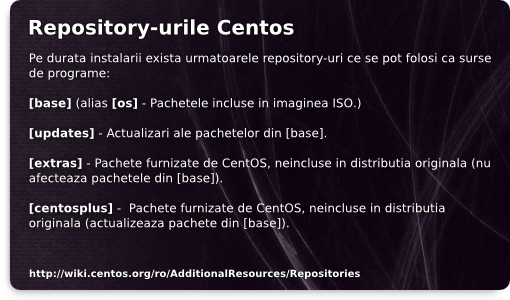 Repository-urile Centos
Pe durata instalarii exista urmatoarele repository-uri ce se pot folosi ca surse
de programe:
[base] (alias [os] - Pachetele incluse in imaginea ISO.)
[updates] - Actualizari ale pachetelor din [base].
[extras] - Pachete furnizate de CentOS, neincluse in distributia originala (nu
afecteaza pachetele din [base]).
[centosplus] -  Pachete furnizate de CentOS, neincluse in distributia
originala (actualizeaza pachete din [base]).
http://wiki.centos.org/ro/AdditionalResources/Repositories